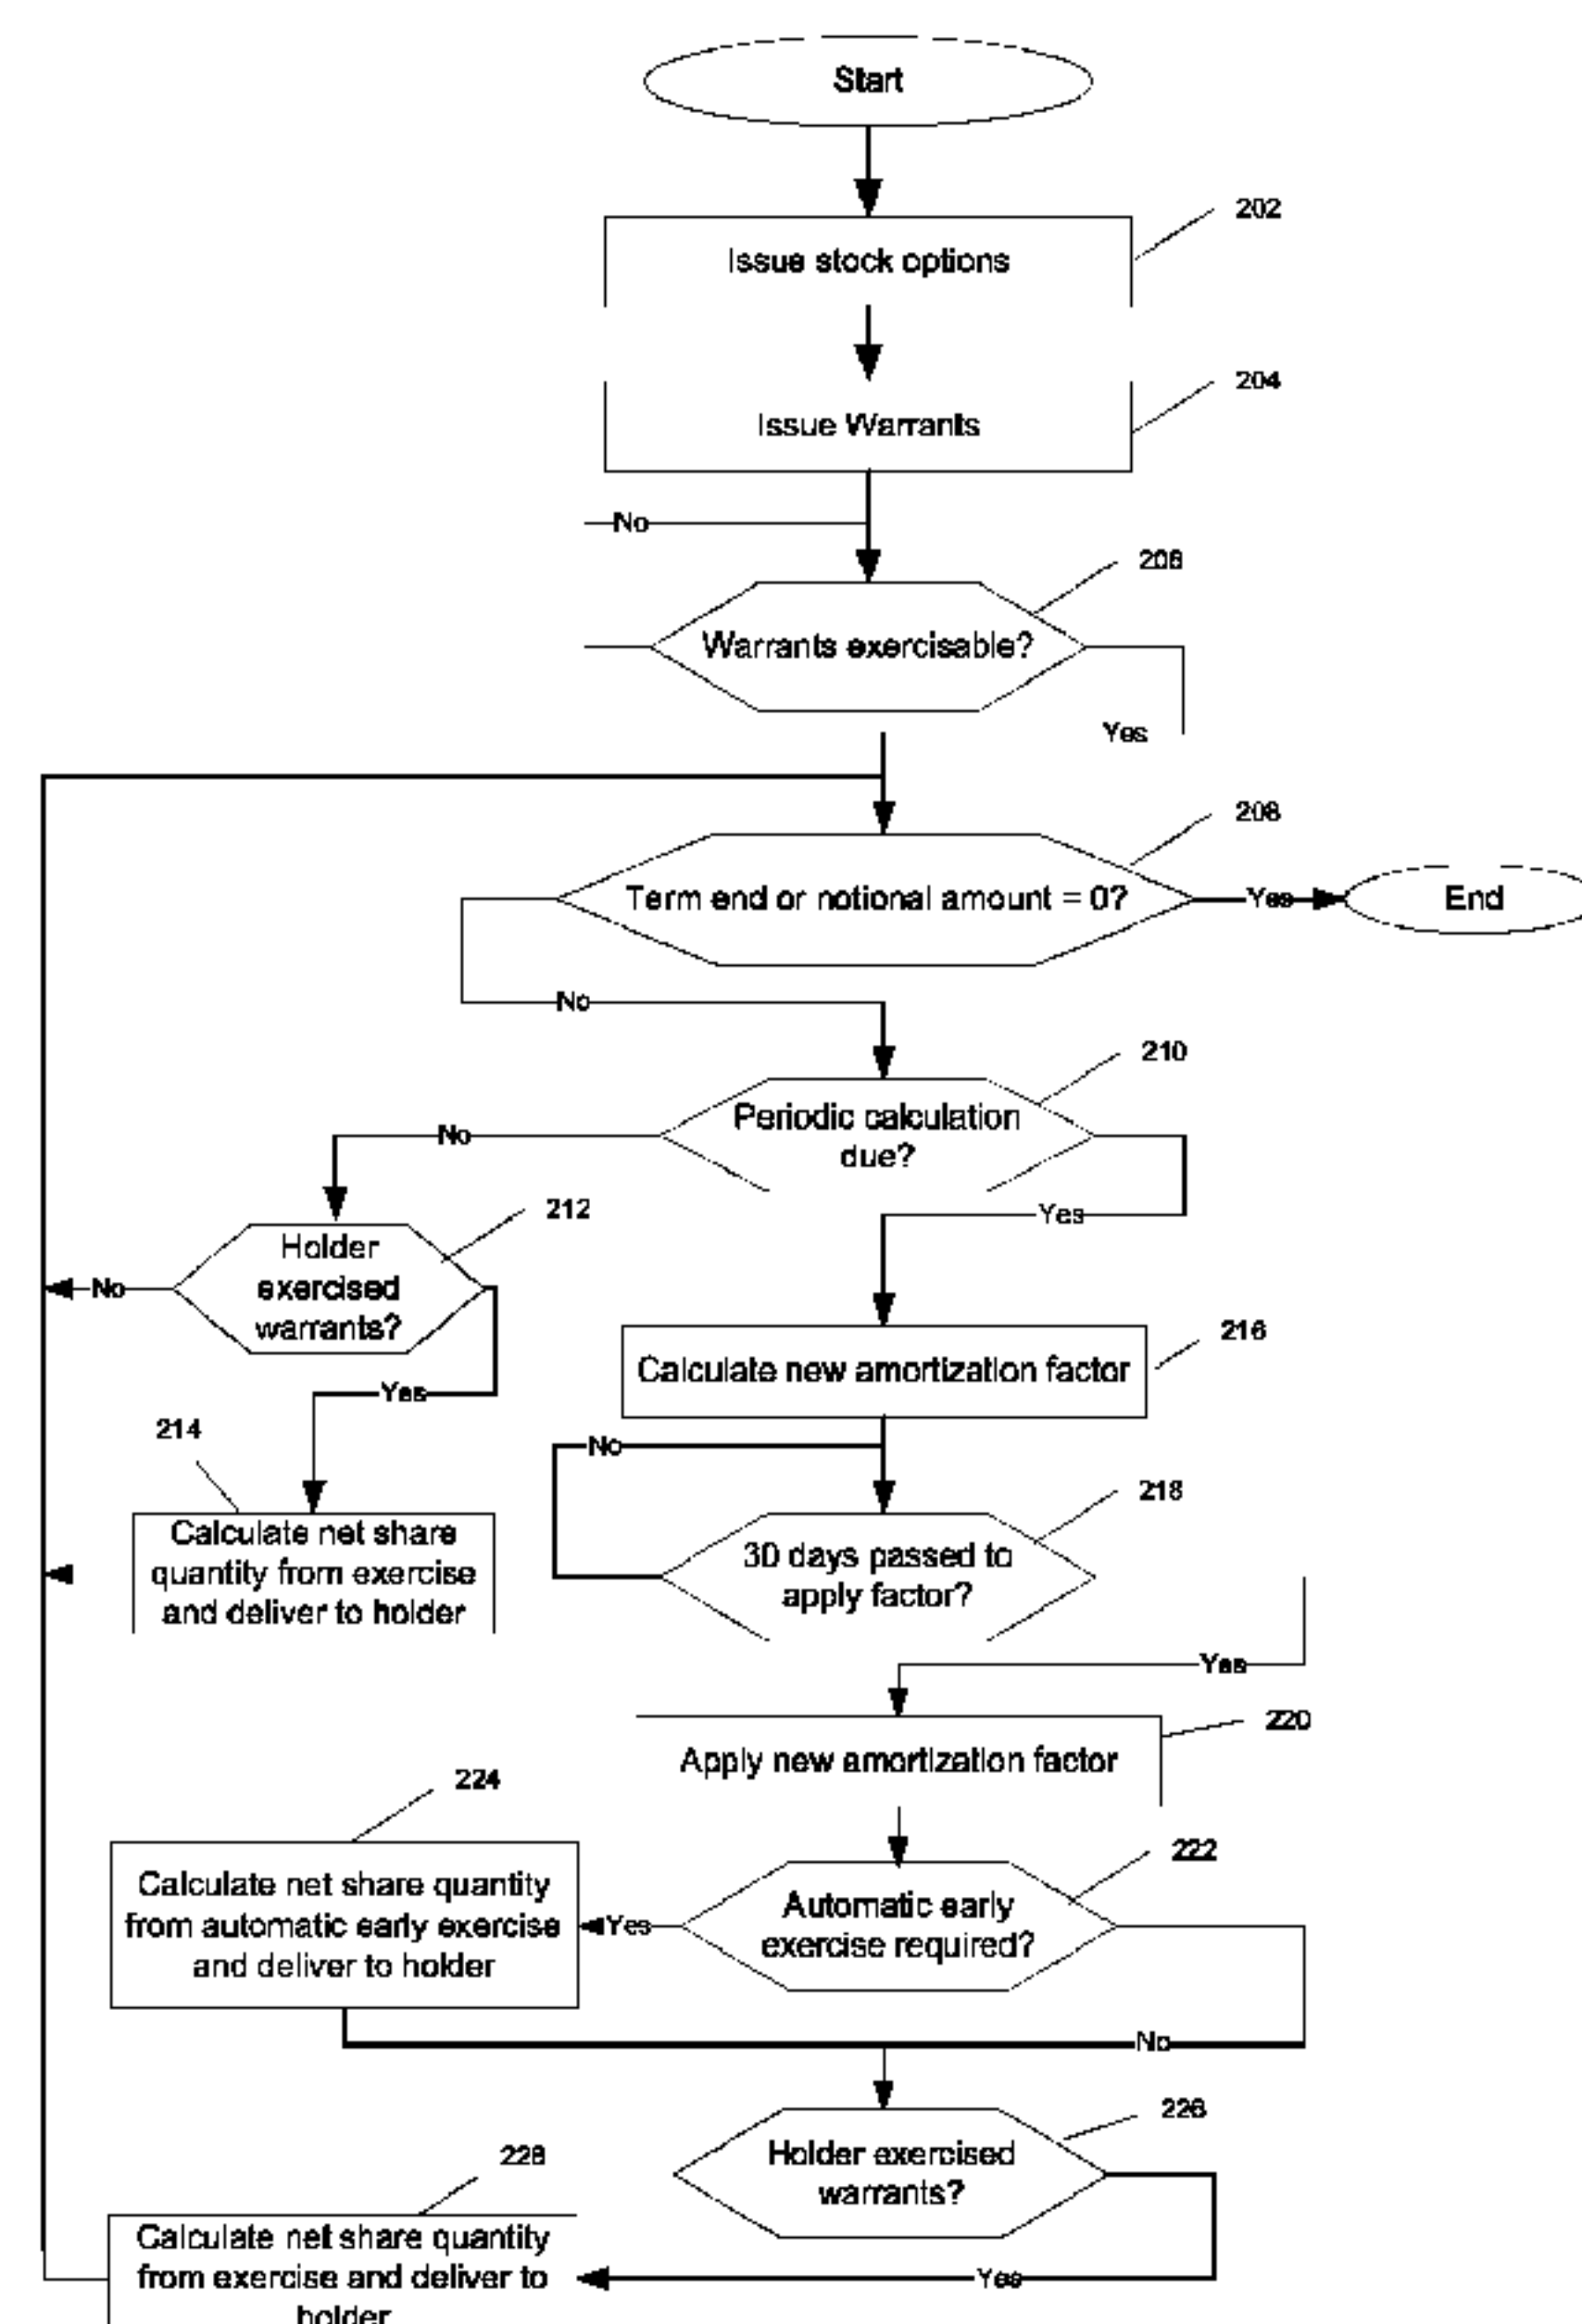 Start
202
Issue stock options
204
Issue Warrants
No
206
Warrants exercisable?
Yes
208
Term end or notional amount = 0?
Yes
End
No
210
Periodic calculation
due?
No
Yes
212
Holder
exercised
warrants?
No
Yes
216
Calculate new amortization factor
214
No
218
Calculate net share
quantity from exercise
and deliver to holder
30 days passed to
apply factor?
Yes
220
Apply new amortization factor
224
222
Calculate net share quantity
from automatic early exercise
and deliver to holder
Yes
Automatic early
exercise required?
No
226
Holder exercised
warrants?
228
Calculate net share quantity
from exercise and deliver to
holder
Yes